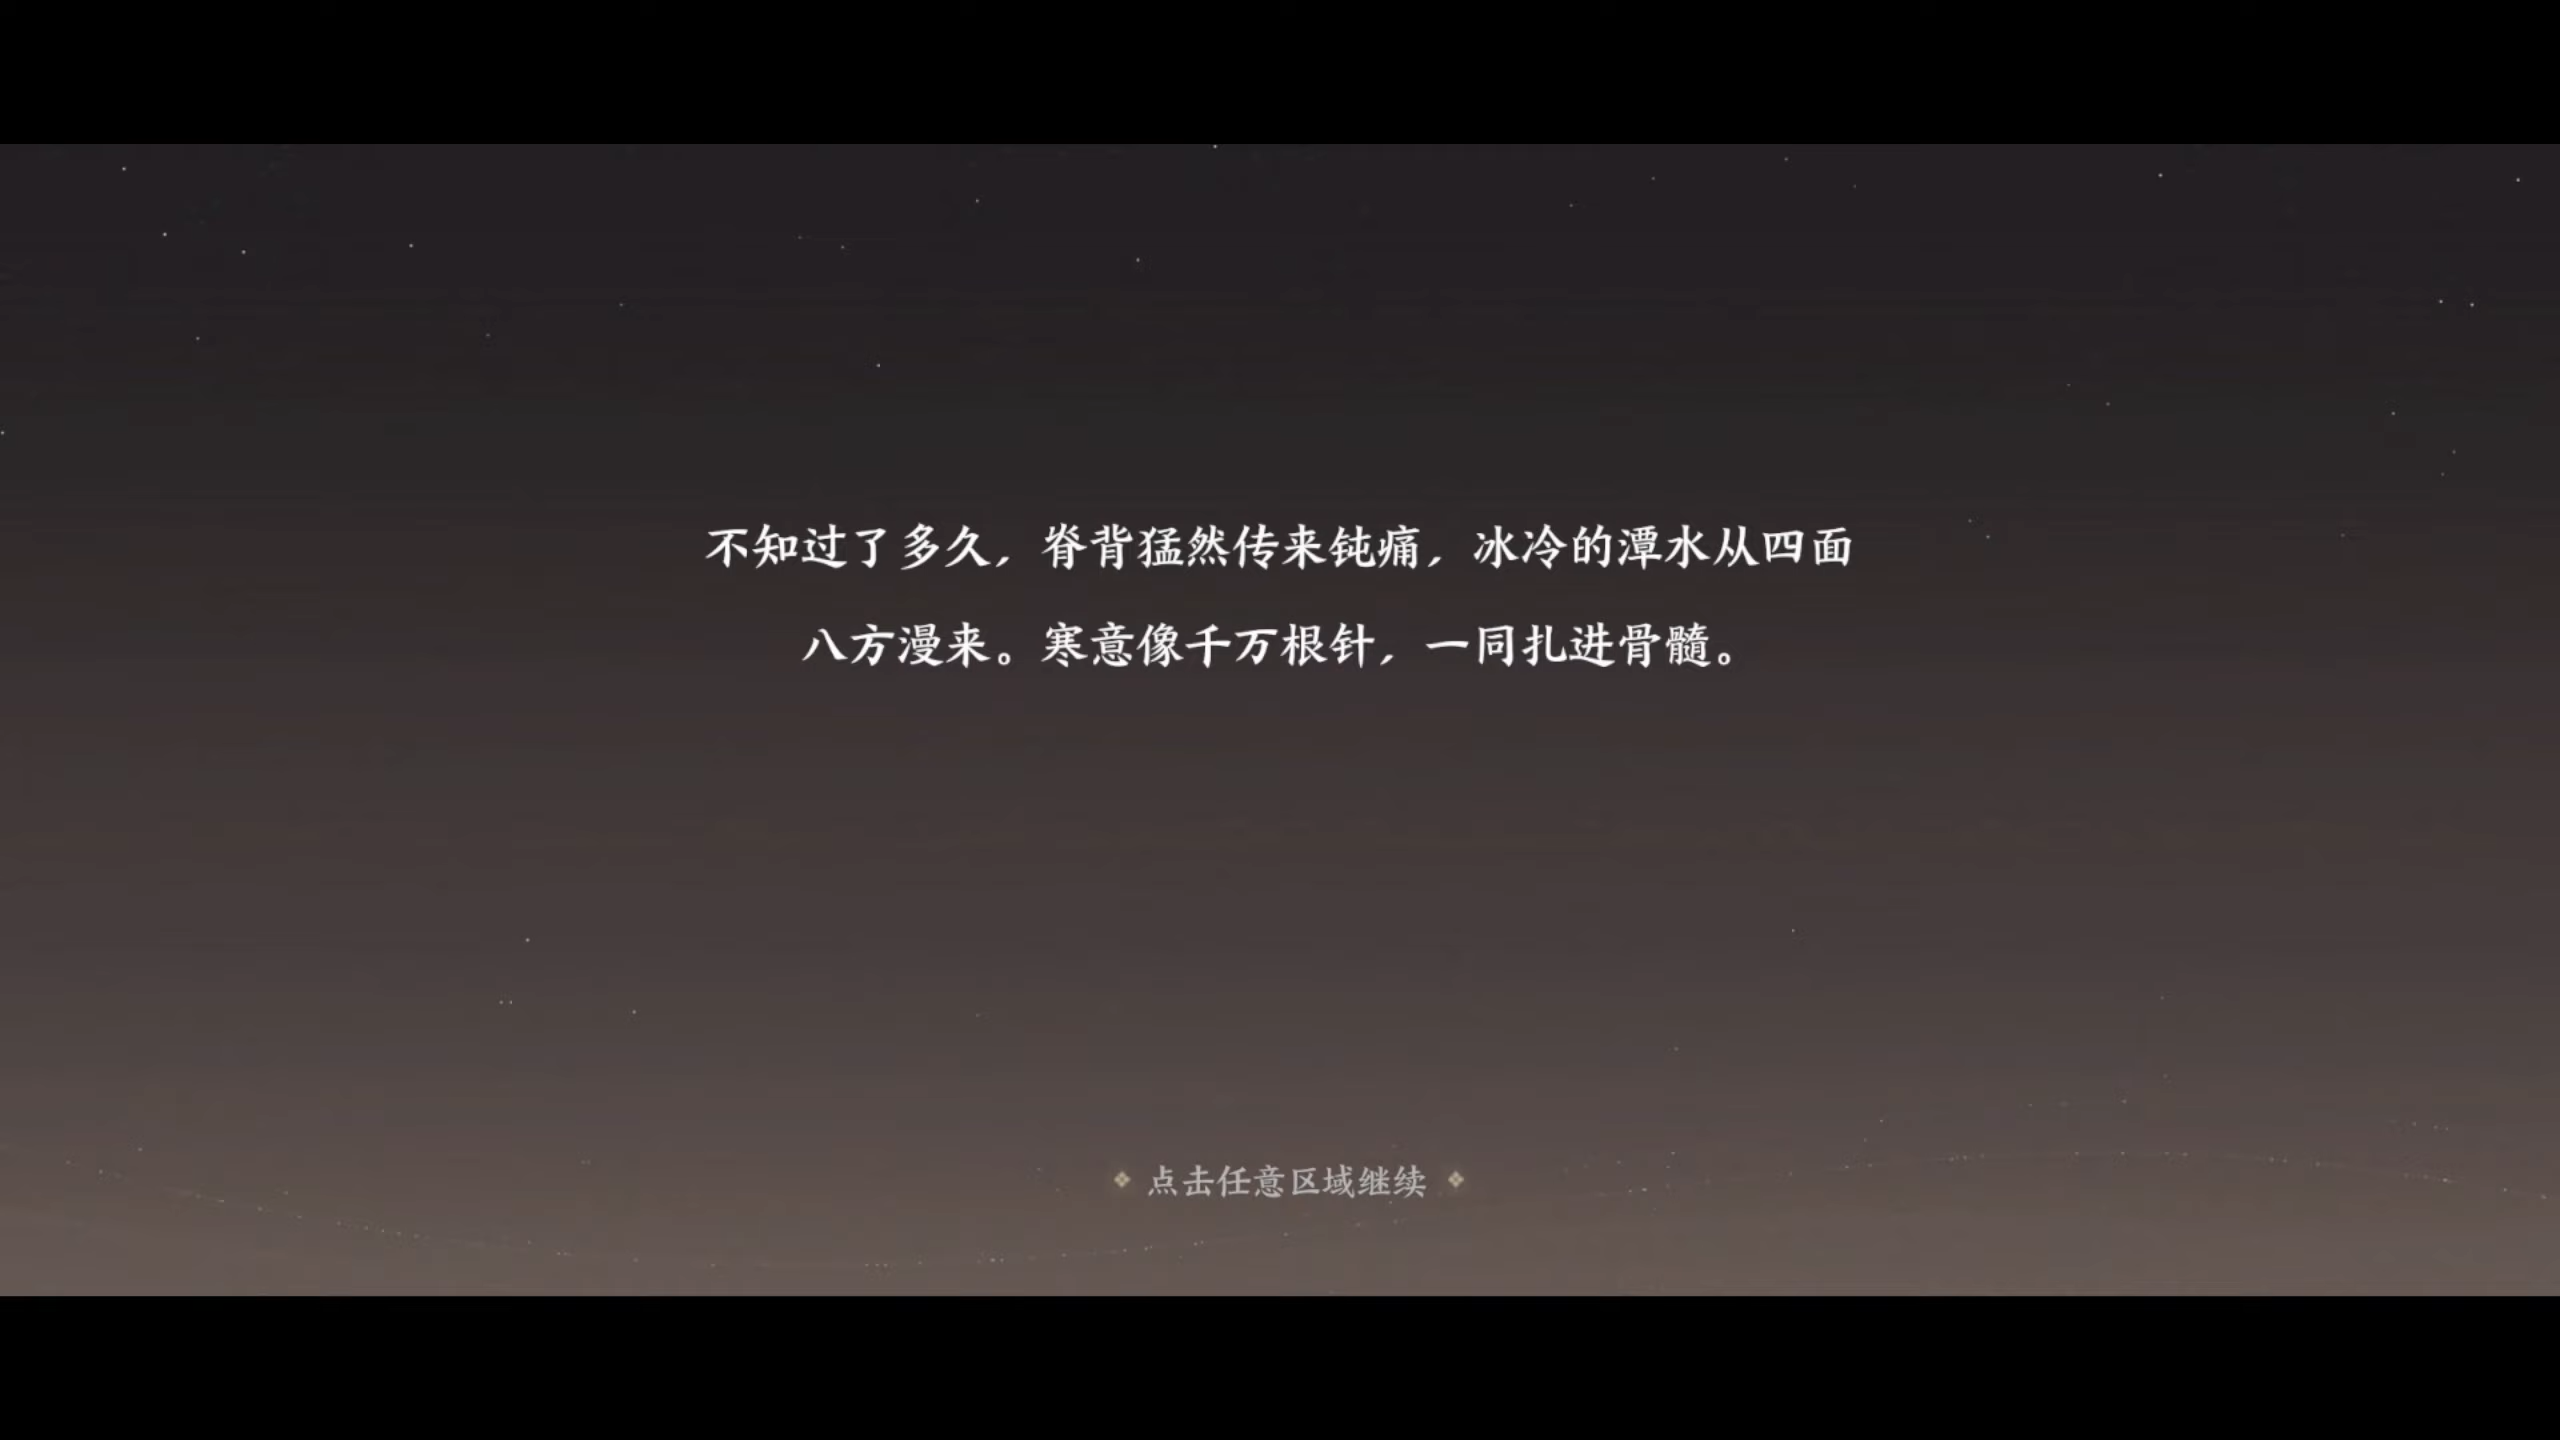 不知过了多久，脊背猛然传来钝痛，冰冷的潭水从四面
八方漫来。寒意像千万根针，一同扎进骨髓。
点击任意区域继续